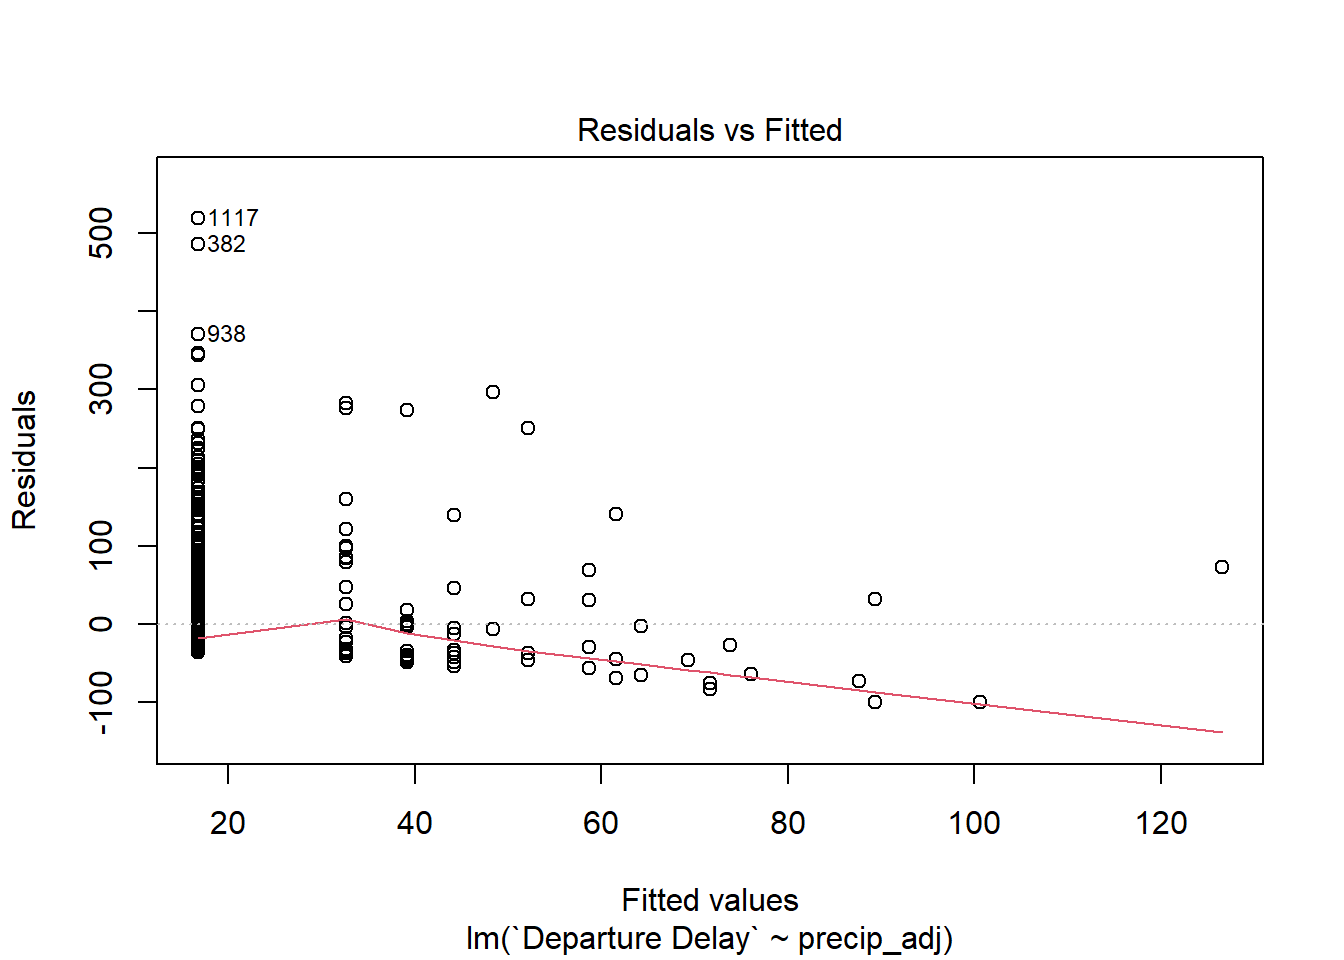 Residuals vs Fitted
1117
382
938
500
300
100
0
-100
Residuals
20 40 60 80 100 120
Fitted values
lm(`Departure Delay` ~ precip_adj)